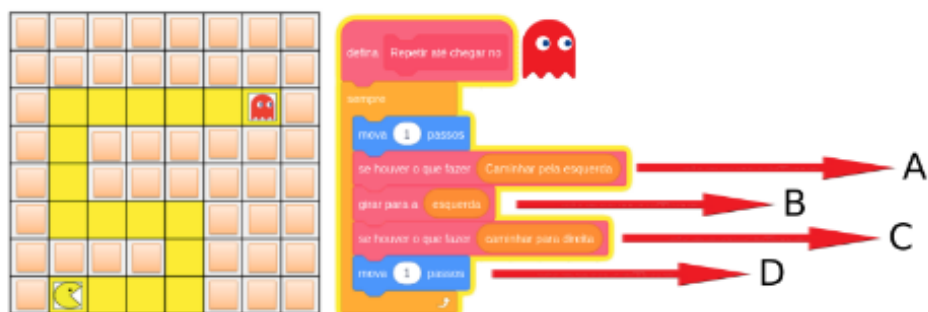 defina Repetir até chegar no
sempre
mova 1 passos
se houver o que fazer Caminhar pela esquerda
A
girar para a esquerda
B
se houver o que fazer caminhar para direita
C
mova 1 passos
D